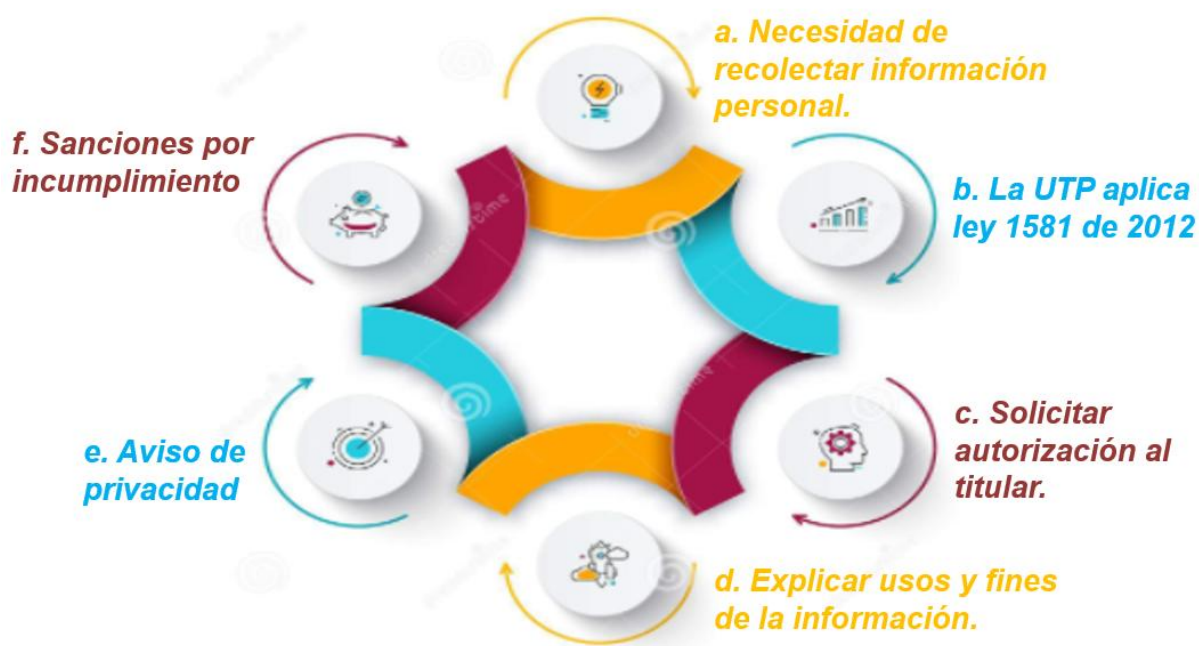 a. Necesidad de
recolectar información
personal.
b. La UTP aplica
ley 1581 de 2012
c. Solicitar
autorización al
titular.
d. Explicar usos y fines
de la información.
e. Aviso de
privacidad
f. Sanciones por
incumplimiento